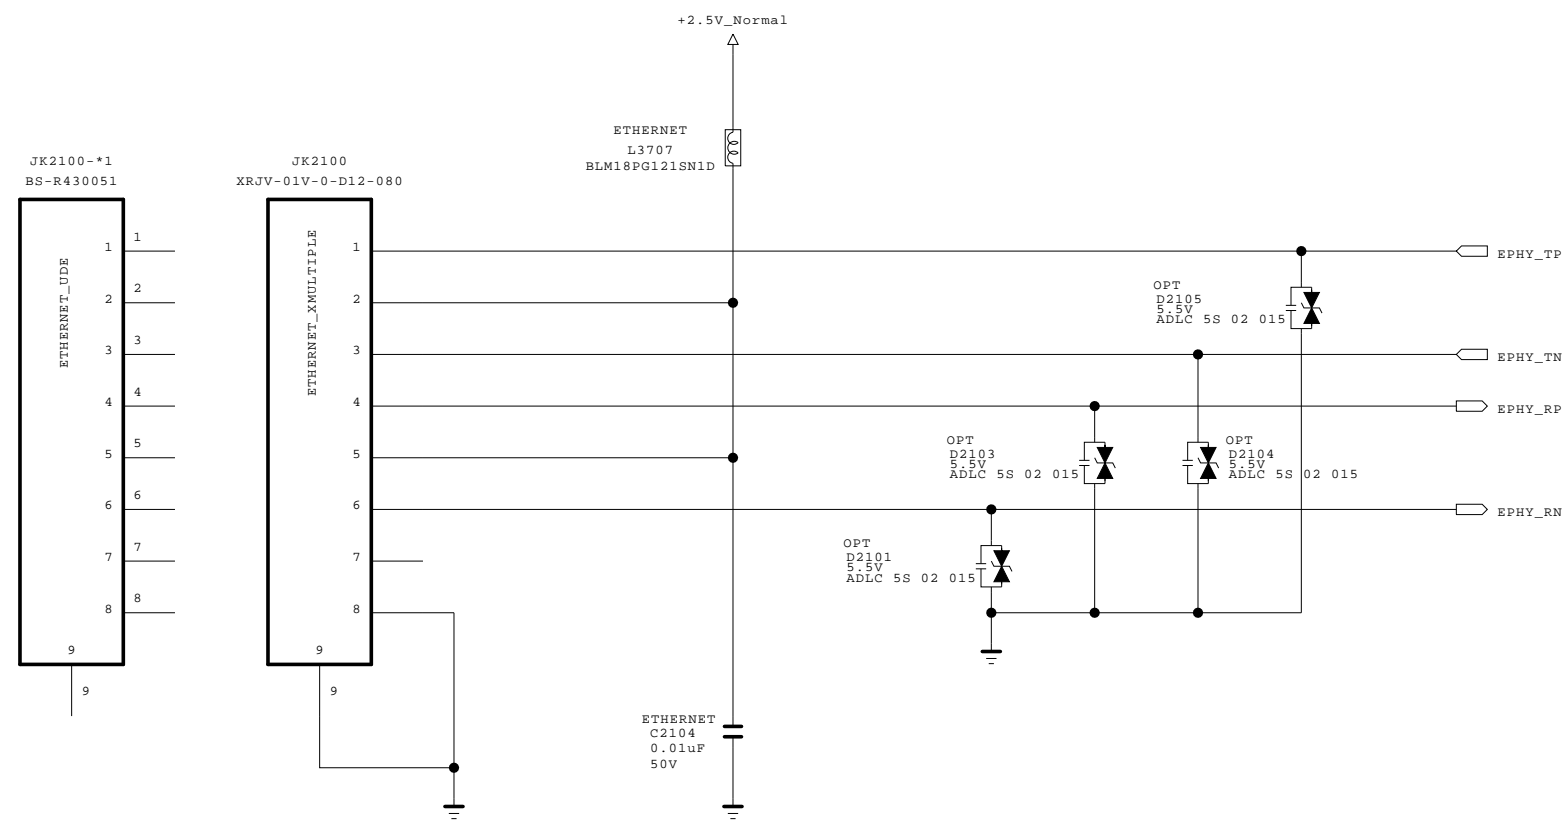 +2.5V_Normal
ETHERNET
L3707
BLM18PG121SN1D
JK2100-*1
BS-R430051
ETHERNET_UDE
1
1
2
2
3
3
4
4
5
5
6
6
7
7
8
8
9
9
JK2100
XRJV-01V-0-D12-080
ETHERNET_XMULTIPLE
1
2
3
4
5
6
7
8
9
9
ETHERNET
C2104
0.01uF
50V
EPHY_TP
OPT
D2105
5.5V
ADLC 5S 02 015
EPHY_TN
EPHY_RP
OPT
D2103
5.5V
ADLC 5S 02 015
OPT
D2104
5.5V
ADLC 5S 02 015
EPHY_RN
OPT
D2101
5.5V
ADLC 5S 02 015